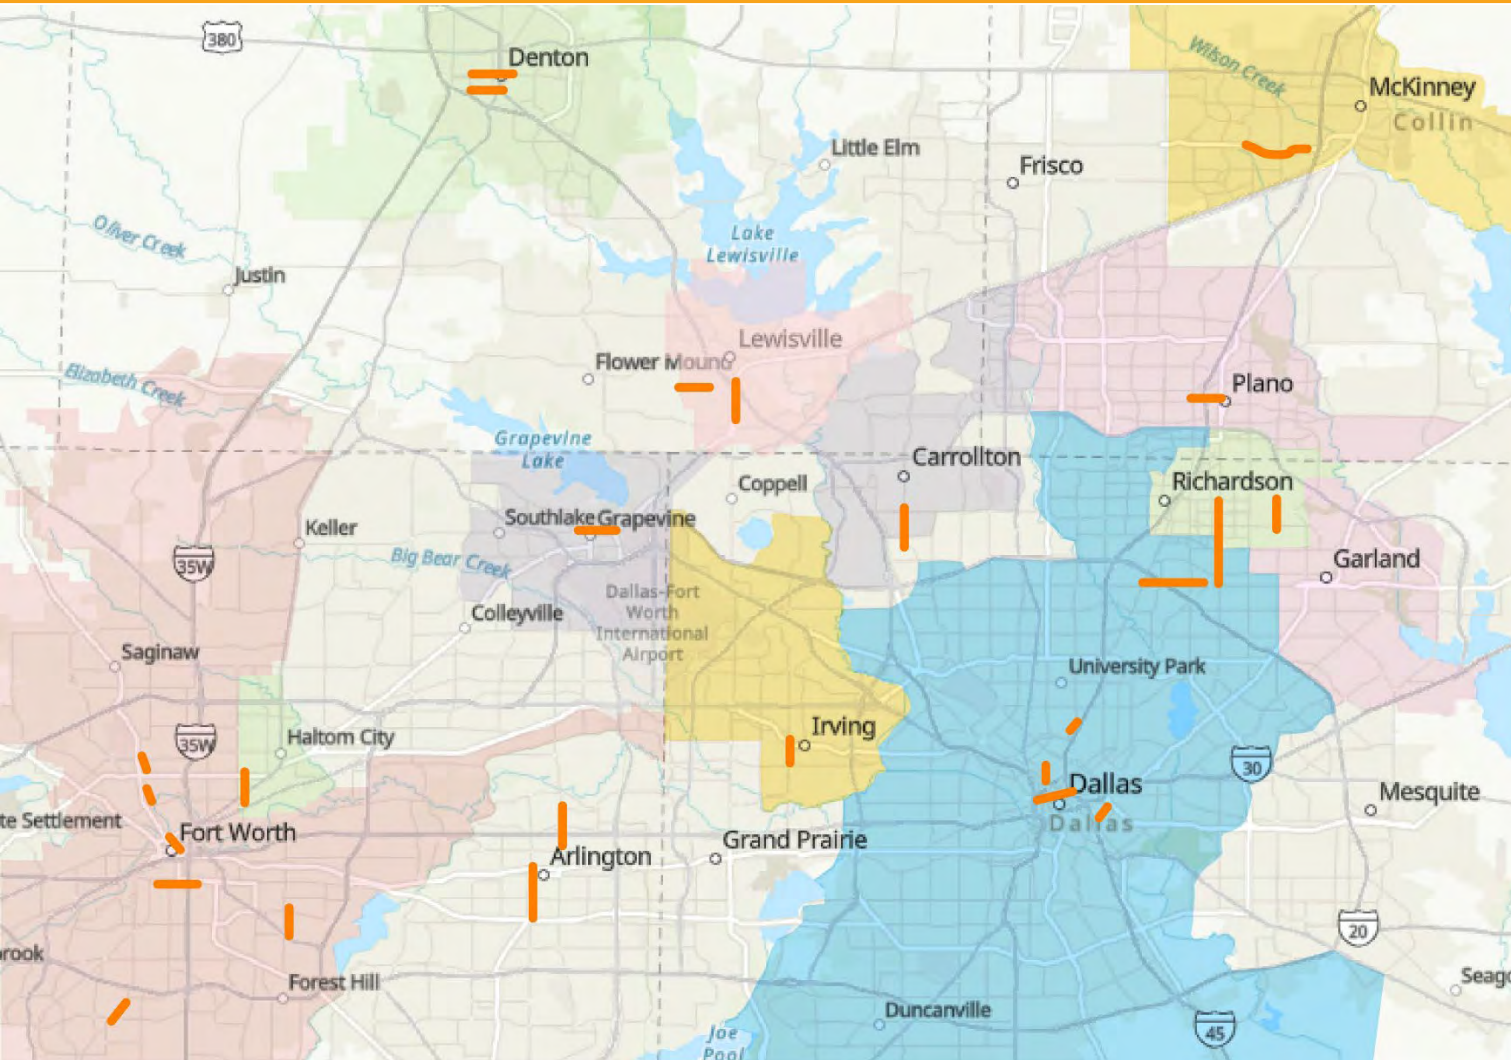 380
Denton
Wilson Creek
McKinney
Collin
Little Elm
Frisco
Oliver Creek
Lake
Lewisville
Justin
Lewisville
Flower Mound
Elizabeth Creek
Plano
Grapevine
Lake
Carrollton
Coppell
Richardson
Southlake
Grapevine
Keller
Big Bear Creek
35W
Garland
Dallas-Fort
Worth
International
Airport
Colleyville
Saginaw
University Park
Irving
35W
Haltom City
30
Dallas
Mesquite
te Settlement
Dallas
Fort Worth
Grand Prairie
Arlington
20
brook
Forest Hill
Seago
Duncanville
45
Joe
Pool